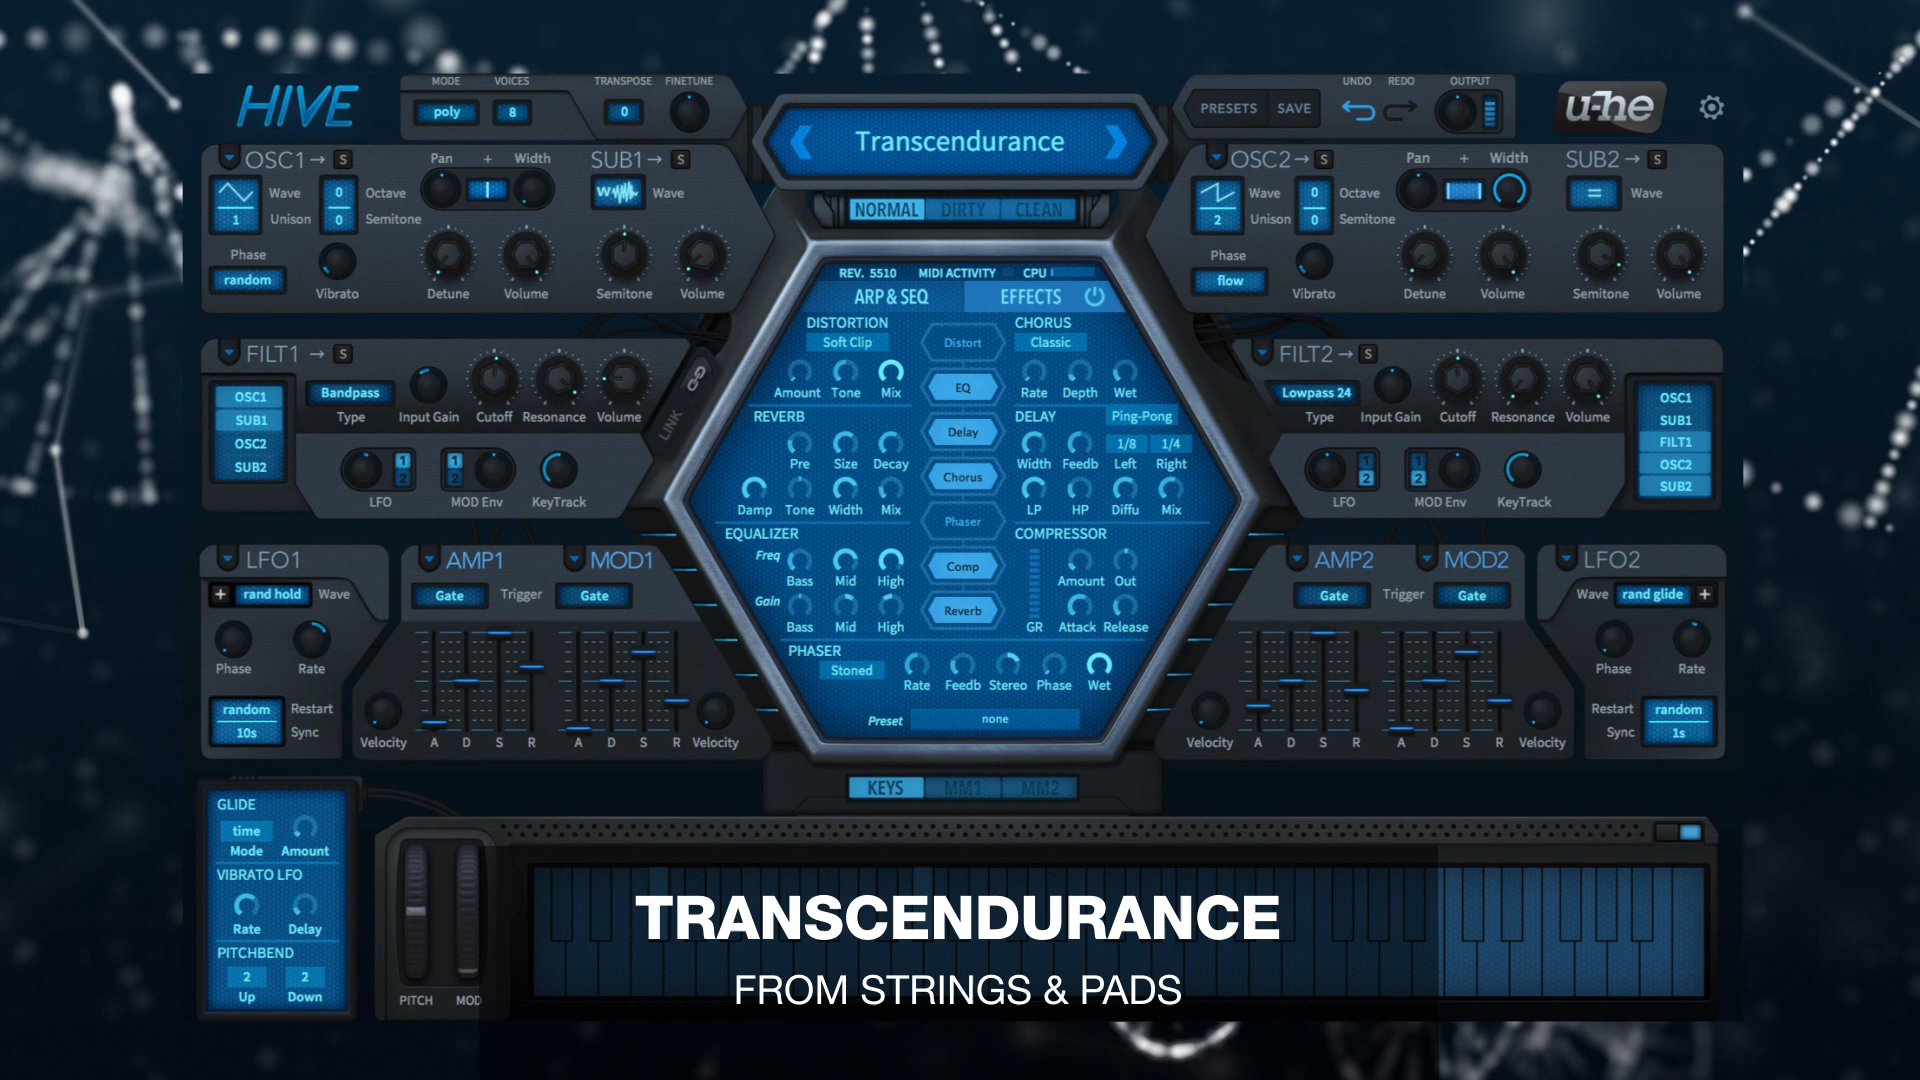 HIVE
MODE VOICES TRANSPOSE FINETUNE
poly 8 0
Transcendurance
PRESETS SAVE
UNDO REDO OUTPUT
u-he
OSC1 S Pan + Width SUB1 S
Wave 0 Octave W Wave
1 Unison 0 Semitone
Phase
random
Vibrato Detune Volume Semitone Volume
NORMAL DIRTY CLEAN
OSC2 S Pan + Width SUB2 S
Wave 0 Octave = Wave
2 Unison 0 Semitone
Phase
flow
Vibrato Detune Volume Semitone Volume
REV. 5510 MIDI ACTIVITY CPU
ARP & SEQ EFFECTS
DISTORTION
Soft Clip
Amount Tone Mix
REVERB
Pre Size Decay
Damp Tone Width Mix
EQUALIZER
Freq
Bass Mid High
Gain
Bass Mid High
Distort
EQ
Delay
Chorus
Phaser
Comp
Reverb
CHORUS
Classic
Rate Depth Wet
DELAY Ping-Pong
1/8 1/4
Width Feedb Left Right
LP HP Diffu Mix
COMPRESSOR
Amount Out
GR Attack Release
PHASER
Stoned
Rate Feedb Stereo Phase Wet
Preset none
FILT1 S
OSC1
SUB1
OSC2
SUB2
Bandpass
Type Input Gain Cutoff Resonance Volume
LINK
1 1
2 2
LFO MOD Env KeyTrack
FILT2 S
Lowpass 24
Type Input Gain Cutoff Resonance Volume
OSC1
SUB1
FILT1
OSC2
SUB2
1 1
2 2
LFO MOD Env KeyTrack
LFO1
+ rand hold Wave
Phase Rate
random Restart
10s Sync
AMP1 MOD1
Gate Trigger Gate
Velocity A D S R A D S R Velocity
AMP2 MOD2
Gate Trigger Gate
Velocity A D S R A D S R Velocity
LFO2
Wave rand glide +
Phase Rate
Restart random
Sync 1s
KEYS MM1 MM2
GLIDE
time
Mode Amount
VIBRATO LFO
Rate Delay
PITCHBEND
2 2
Up Down
PITCH MOD
TRANSCENDURANCE
FROM STRINGS & PADS